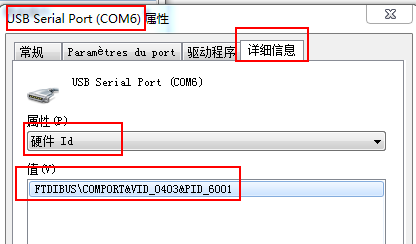 USB Serial Port (COM6) 属性
常规 Paramètres du port 驱动程序 详细信息
USB Serial Port (COM6)
属性(P)
硬件 Id
值(V)
FTDIBUS\COMPORT&VID_0403&PID_6001